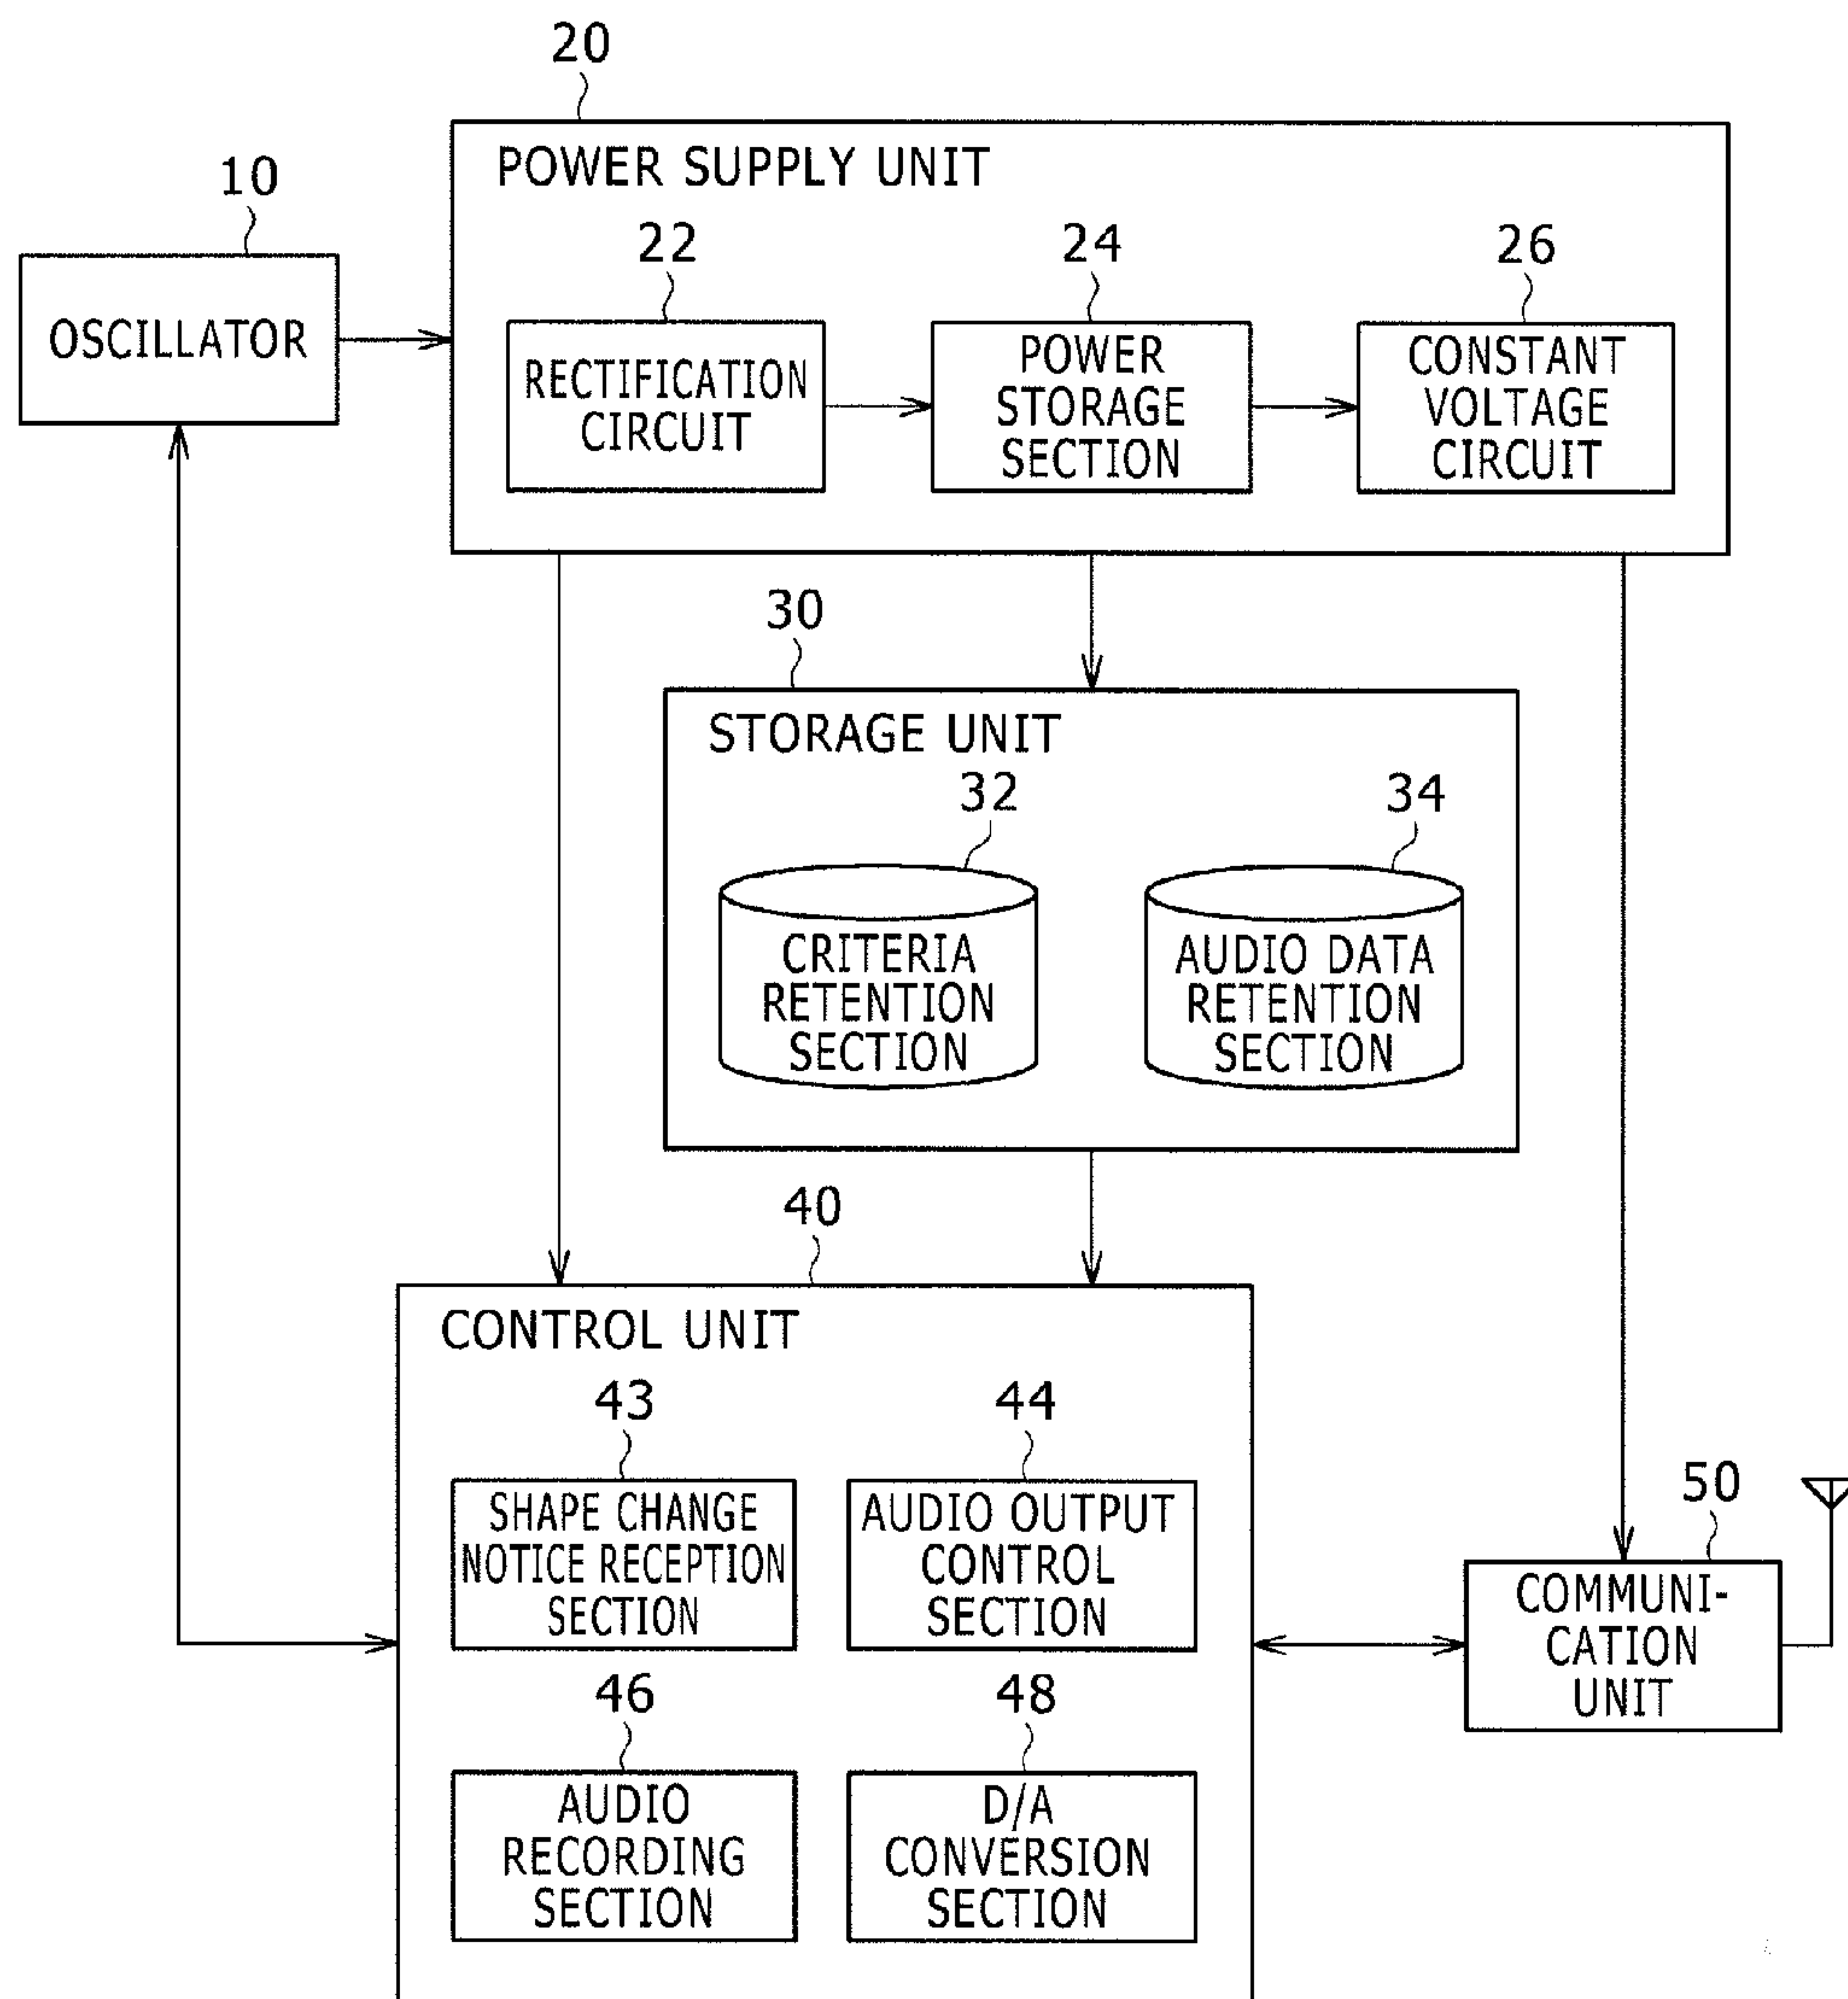 20
POWER SUPPLY UNIT
10
OSCILLATOR
22
RECTIFICATION
CIRCUIT
24
POWER
STORAGE
SECTION
26
CONSTANT
VOLTAGE
CIRCUIT
30
STORAGE UNIT
32
CRITERIA
RETENTION
SECTION
34
AUDIO DATA
RETENTION
SECTION
40
CONTROL UNIT
43
SHAPE CHANGE
NOTICE RECEPTION
SECTION
44
AUDIO OUTPUT
CONTROL
SECTION
46
AUDIO
RECORDING
SECTION
48
D/A
CONVERSION
SECTION
50
COMMUNI-
CATION
UNIT